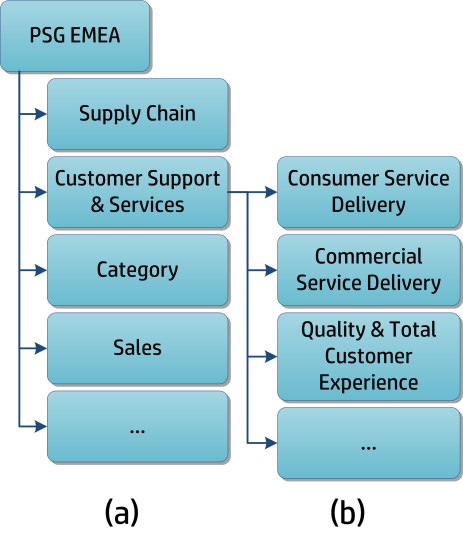 PSG EMEA
Supply Chain
Customer Support
& Services
Category
Sales
...
Consumer Service
Delivery
Commercial
Service Delivery
Quality & Total
Customer
Experience
...
(a)
(b)